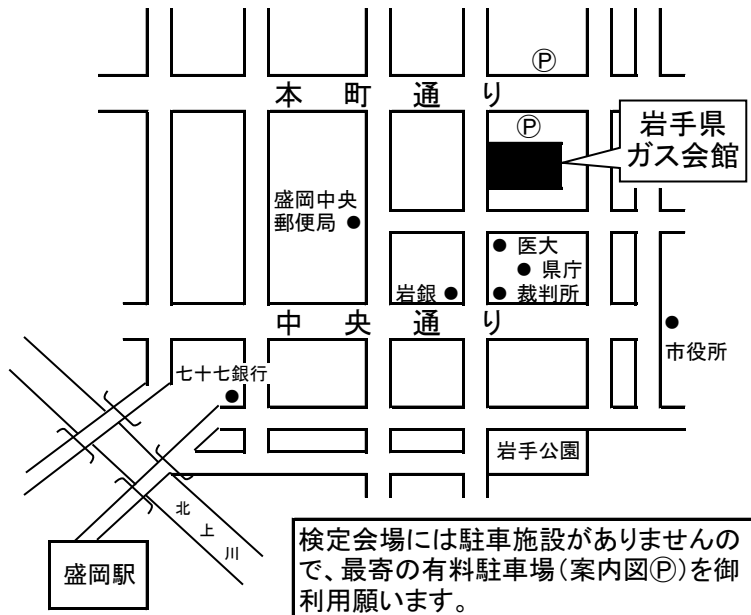 Ⓟ
本町通り
Ⓟ
岩手県
ガス会館
盛岡中央
郵便局
医大
県庁
岩銀
裁判所
中央通り
市役所
七十七銀行
岩手公園
北上川
盛岡駅
検定会場には駐車施設がありませんの
で、最寄の有料駐車場(案内図Ⓟ)を御
利用願います。